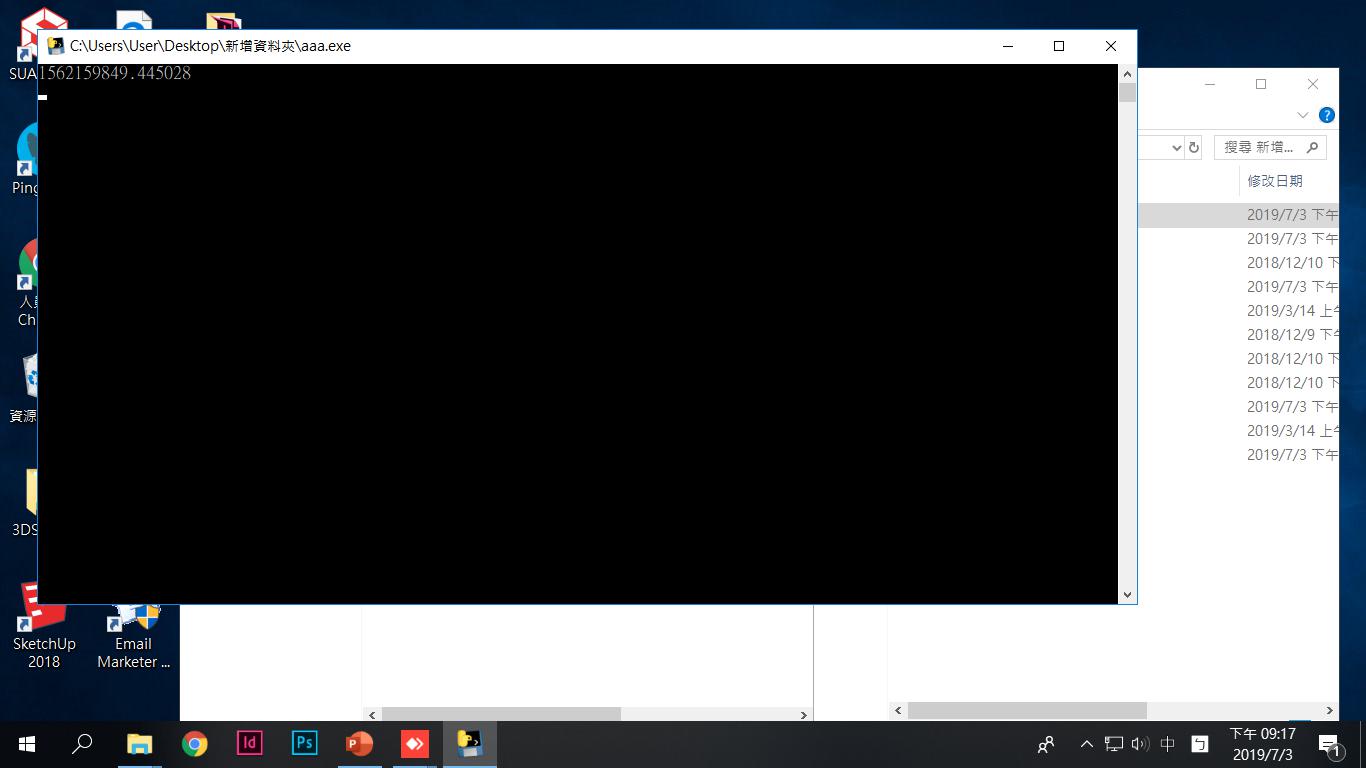 C:\Users\User\Desktop\新增資料夾\aaa.exe
1562159849.445028
SUA
Ping
人
Ch
資源
3DS
SketchUp
2018
Email
Marketer ...
搜尋 新增...
修改日期
2019/7/3 下午
2019/7/3 下午
2018/12/10 下
2019/7/3 下午
2019/3/14 上午
2018/12/9 下午
2018/12/10 下
2018/12/10 下
2019/7/3 下午
2019/3/14 上午
2019/7/3 下午
?
Id
Ps
P
中
ㄅ
下午 09:17
2019/7/3
1